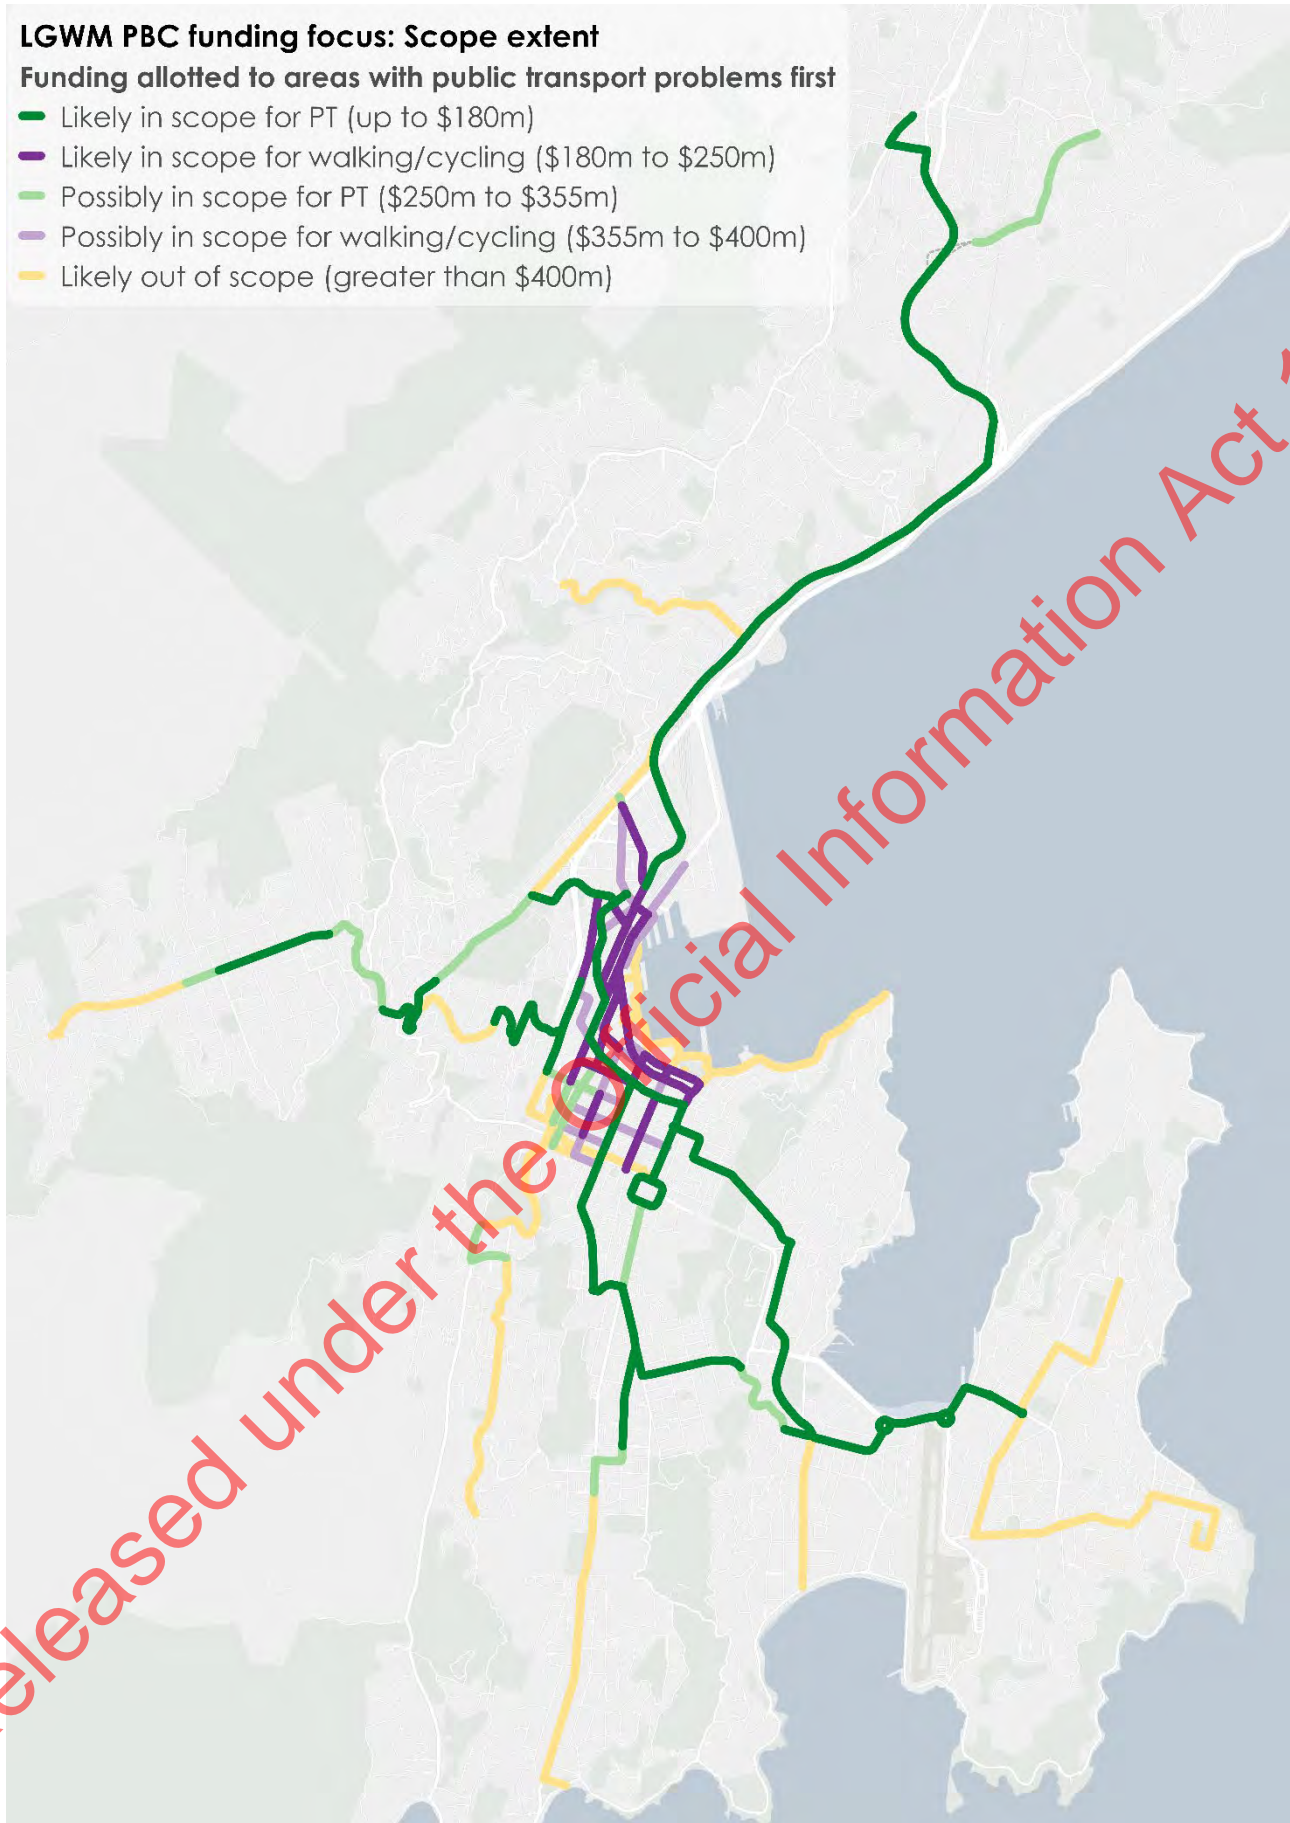 LGWM PBC funding focus: Scope extent
Funding allotted to areas with public transport problems first
Likely in scope for PT (up to $180m)
Likely in scope for walking/cycling ($180m to $250m)
Possibly in scope for PT ($250m to $355m)
Possibly in scope for walking/cycling ($355m to $400m)
Likely out of scope (greater than $400m)
eleased under the Official Information Act 1